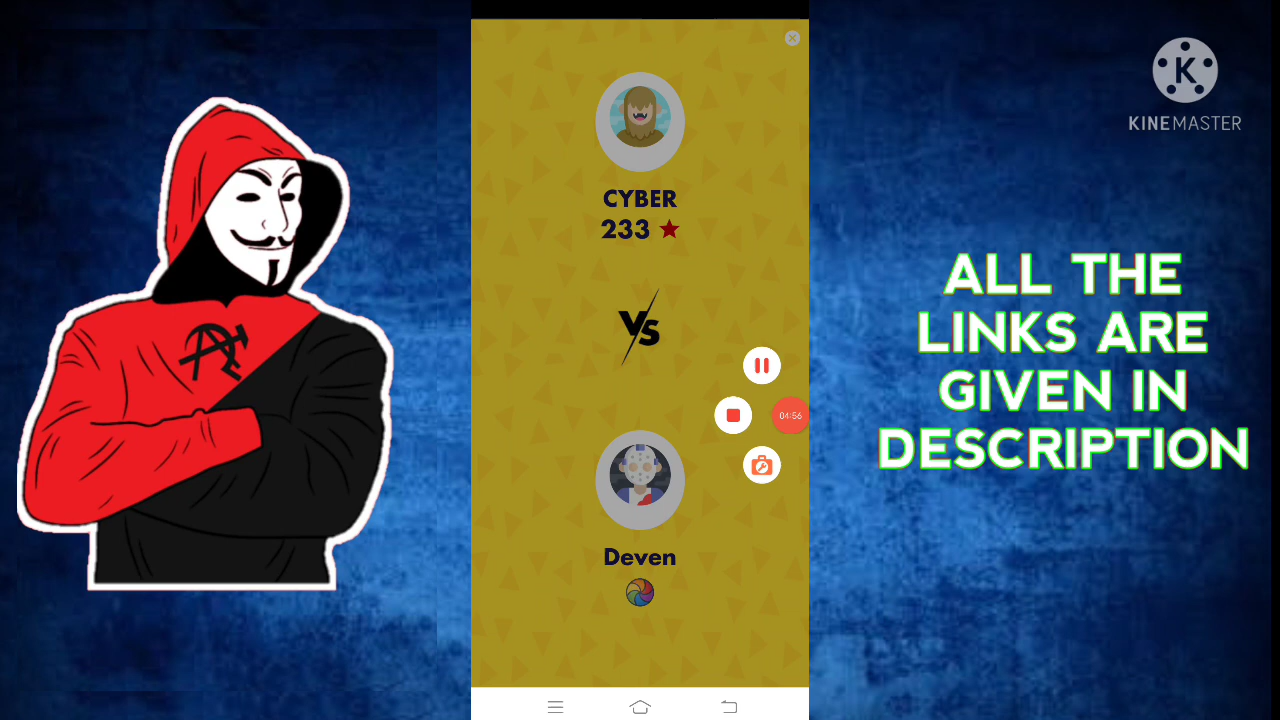 KINEMASTER
CYBER
233
VS
04:56
Deven
ALL THE
LINKS ARE
GIVEN IN
DESCRIPTION